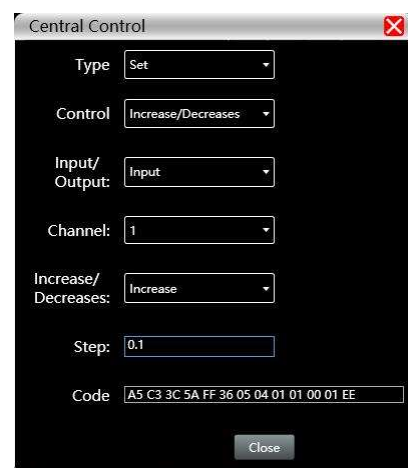 Central Control
Type Set
Control Increase/Decreases
Input/
Output: Input
Channel: 1
Increase/
Decreases: Increase
Step: 0.1
Code A5 C3 3C 5A FF 36 05 04 01 01 00 01 EE
Close